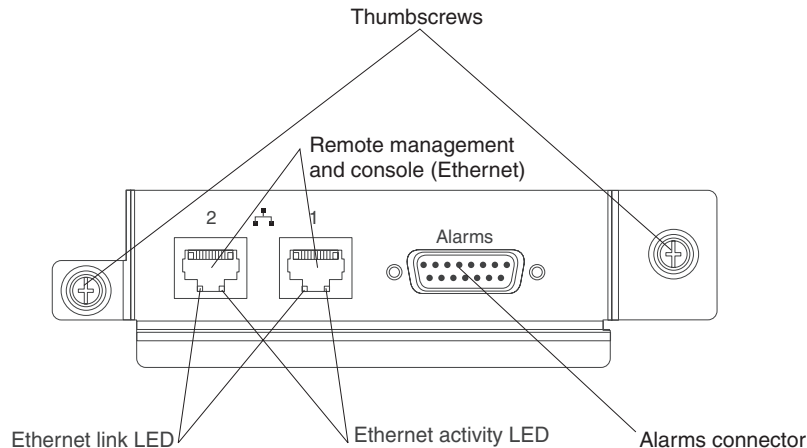 Thumbscrews
Remote management
and console (Ethernet)
2 1
Alarms
Ethernet link LED
Ethernet activity LED
Alarms connector